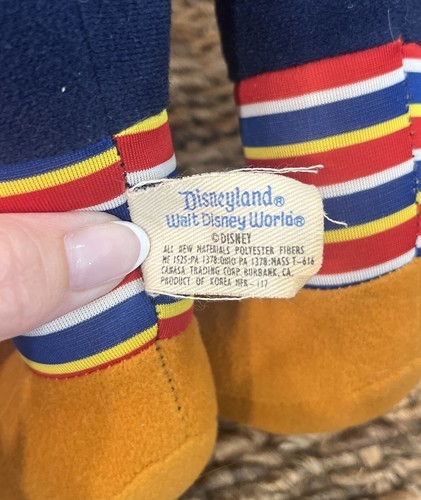 Disneyland®
Walt Disney World®
©DISNEY
ALL NEW MATERIALS POLYESTER FIBERS
ME 1525:PA 1378:OHIO PA 1378:MASS T-616
CANASA TRADING CORP. BURBANK, CA.
PRODUCT OF KOREA MFR-117